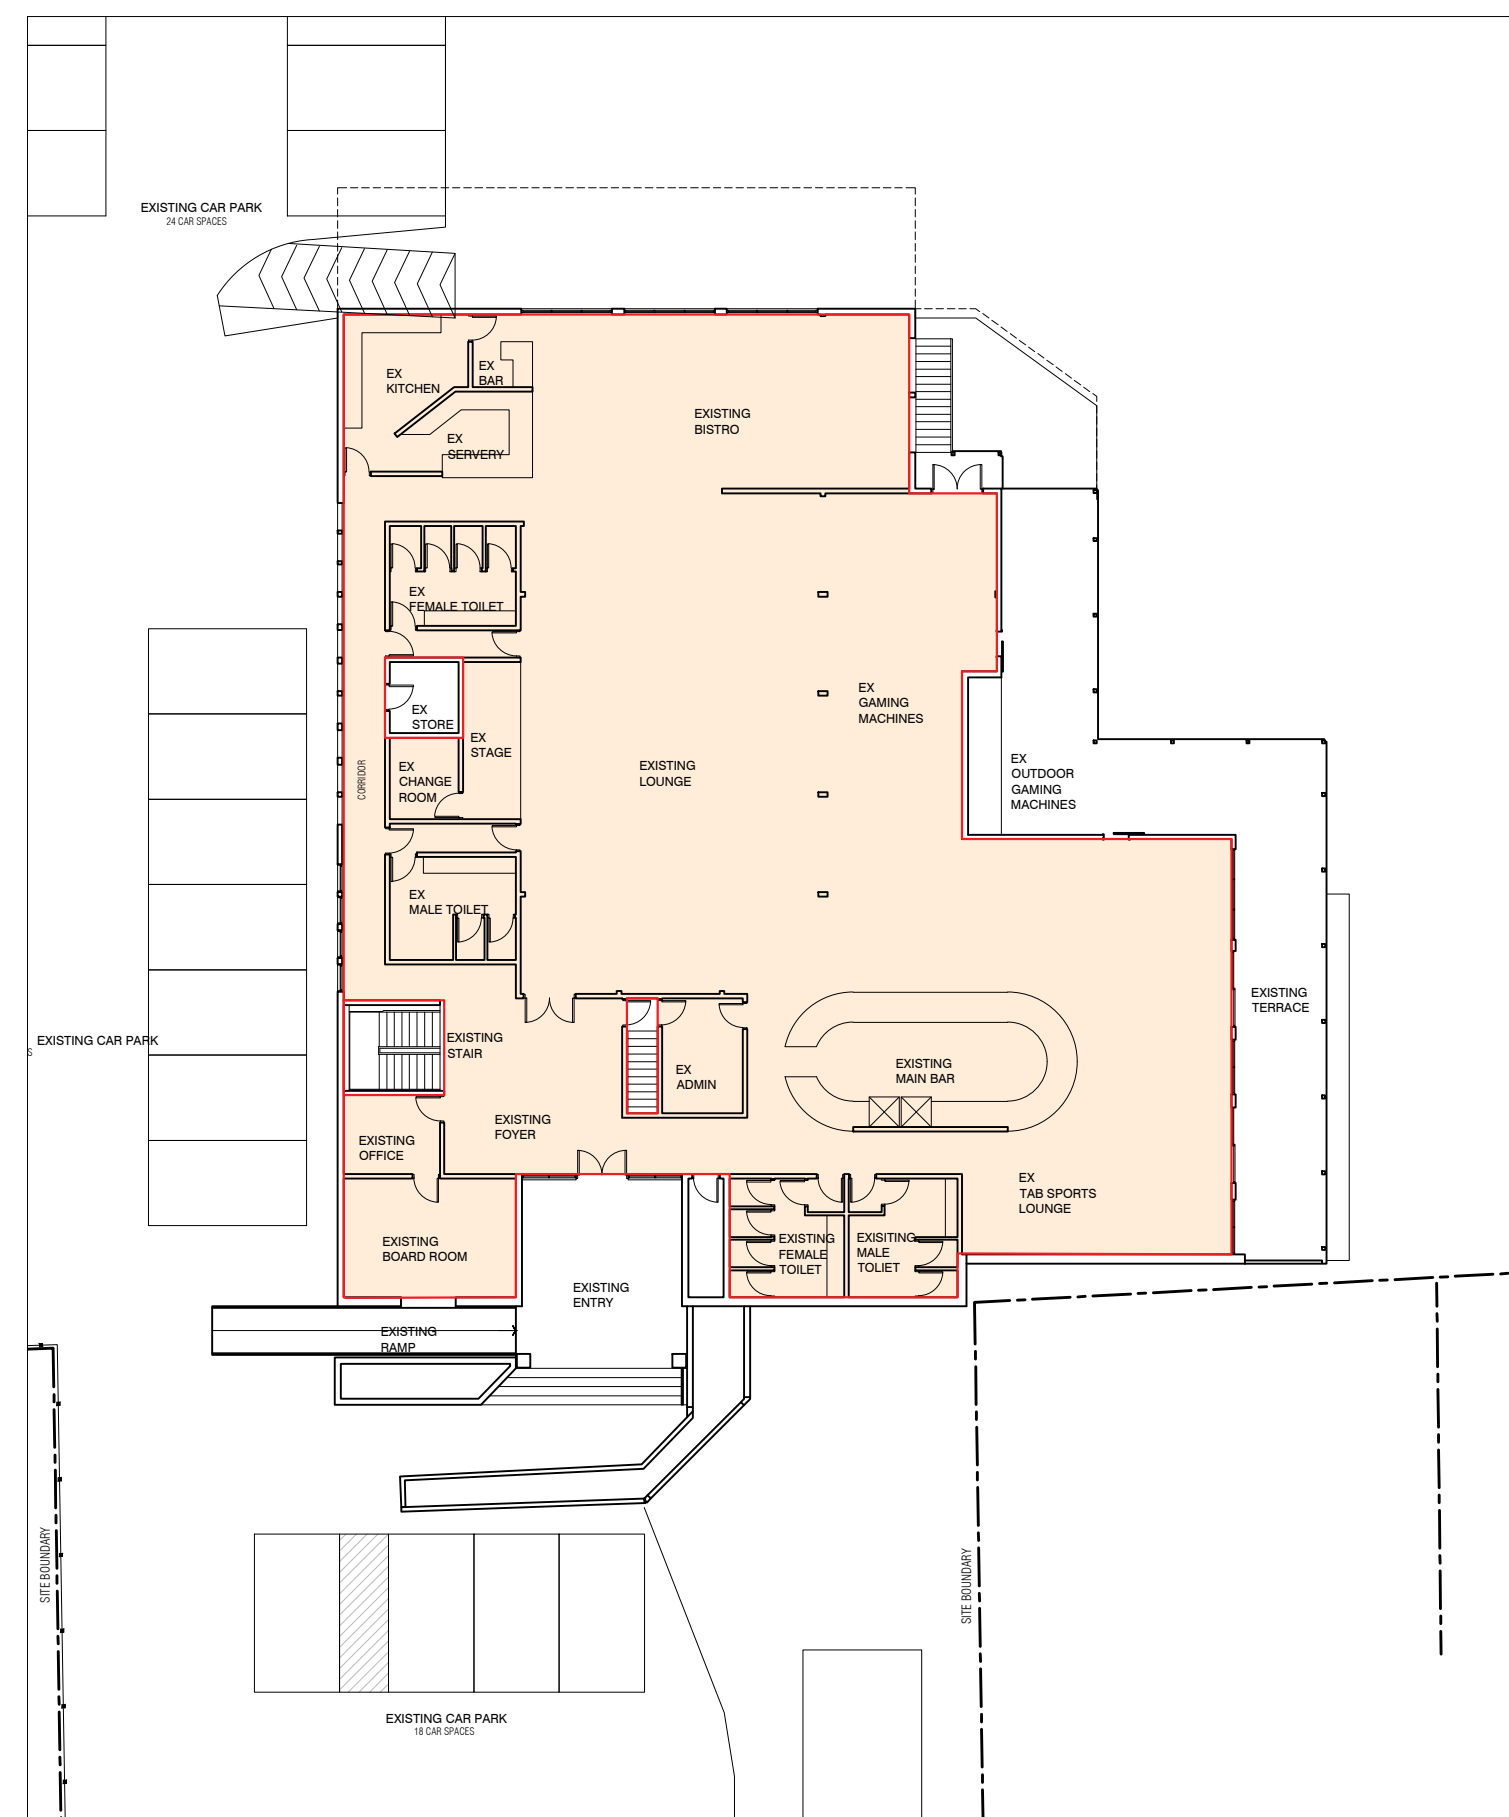 EXISTING CAR PARK
24 CAR SPACES
EX
KITCHEN
EX
BAR
EX
SERVERY
EXISTING
BISTRO
EX
FEMALE TOILET
EX
STORE
EX
STAGE
EX
CHANGE
ROOM
CORRIDOR
EXISTING
LOUNGE
EX
GAMING
MACHINES
EX
OUTDOOR
GAMING
MACHINES
EX
MALE TOILET
EXISTING
TERRACE
EXISTING CAR PARK
S
EXISTING
STAIR
EX
ADMIN
EXISTING
MAIN BAR
EXISTING
FOYER
EXISTING
OFFICE
EX
TAB SPORTS
LOUNGE
EXISTING
BOARD ROOM
EXISTING
FEMALE
TOILET
EXISITING
MALE
TOLIET
EXISTING
ENTRY
EXISTING
RAMP
SITE BOUNDARY
SITE BOUNDARY
EXISTING CAR PARK
18 CAR SPACES